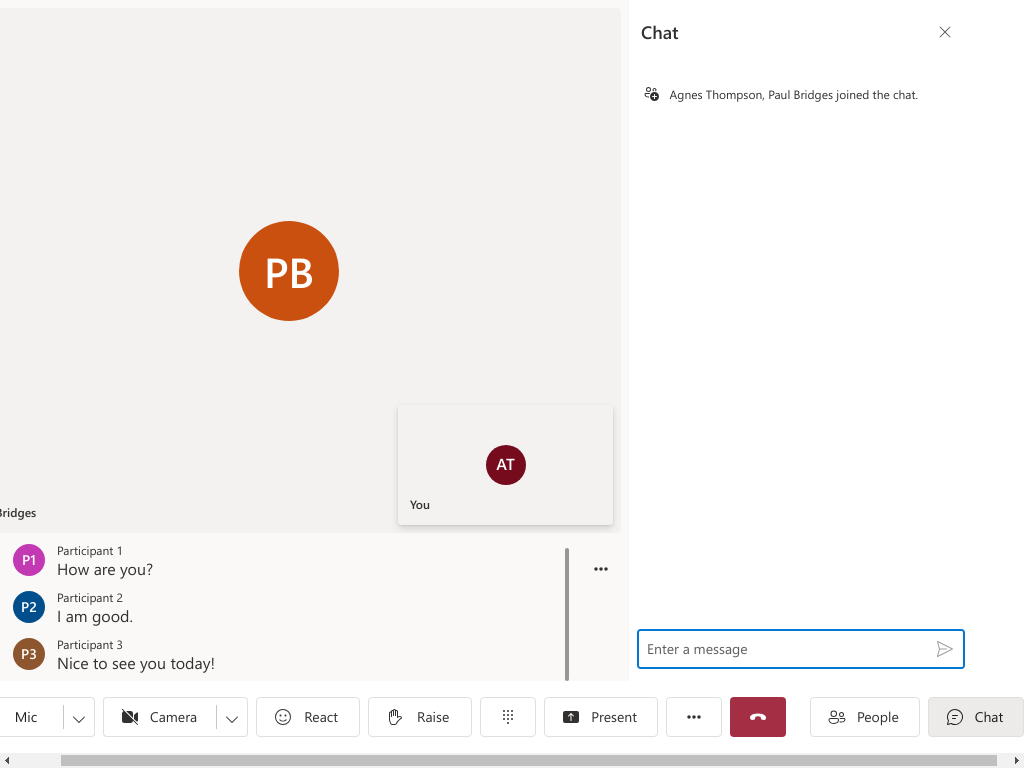 Chat
Agnes Thompson, Paul Bridges joined the chat.
PB
AT
You
Bridges
P1
Participant 1
How are you?
P2
Participant 2
I am good.
P3
Participant 3
Nice to see you today!
Enter a message
Mic
Camera
React
Raise
Present
People
Chat